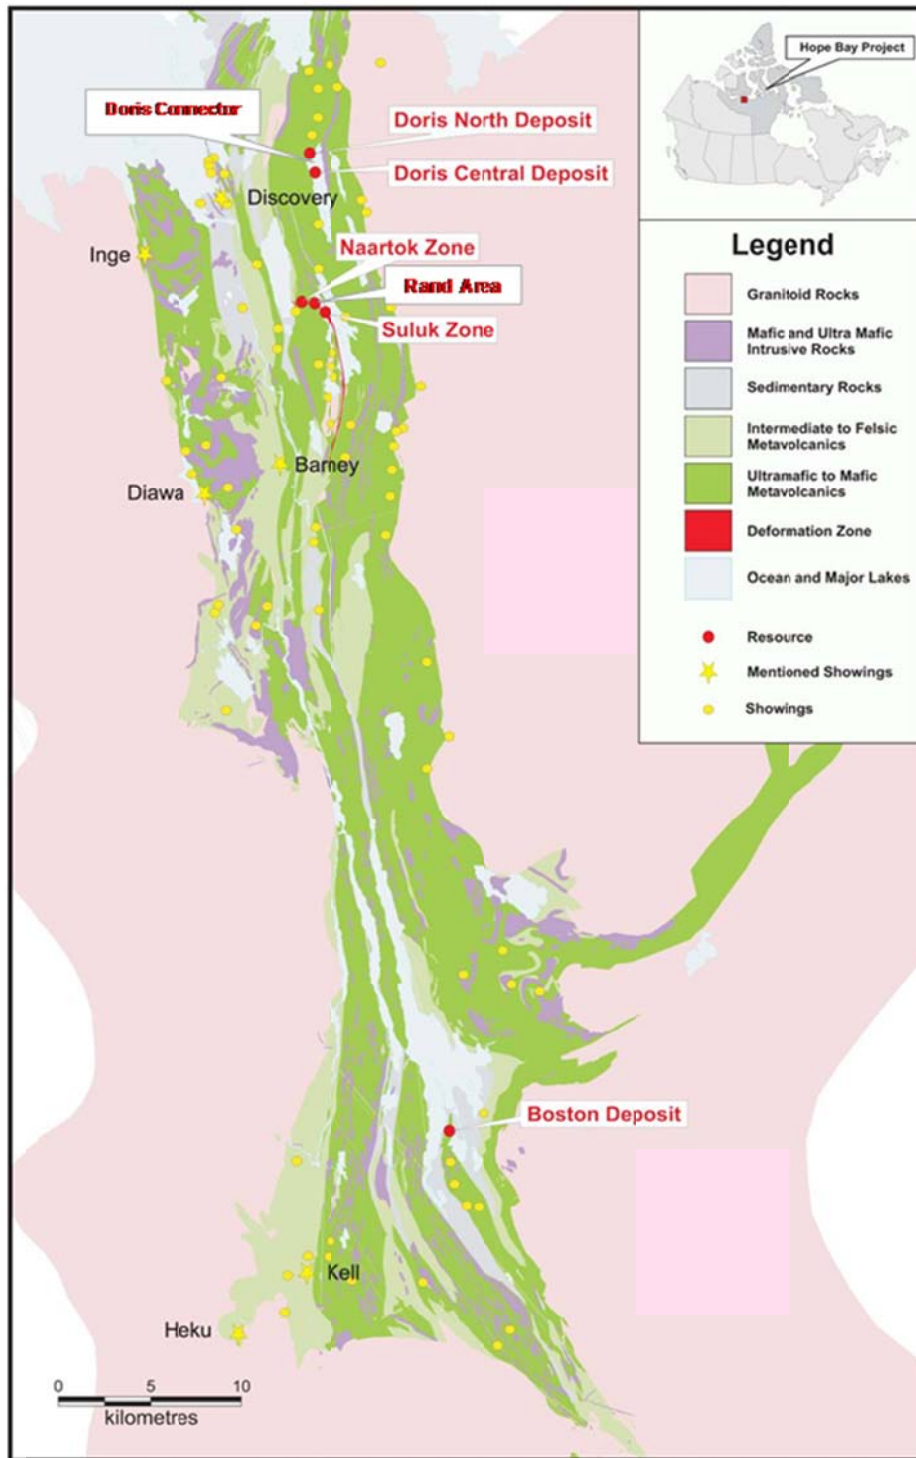 Hope Bay Project
Doris Connector
Doris North Deposit
Doris Central Deposit
Discovery
Naartok Zone
Inge
Rand Area
Suluk Zone
Barney
Diawa
Boston Deposit
Kell
Heku
0 5 10
kilometres
Legend
Granitoid Rocks
Mafic and Ultra Mafic
Intrusive Rocks
Sedimentary Rocks
Intermediate to Felsic
Metavolcanics
Ultramafic to Mafic
Metavolcanics
Deformation Zone
Ocean and Major Lakes
Resource
Mentioned Showings
Showings